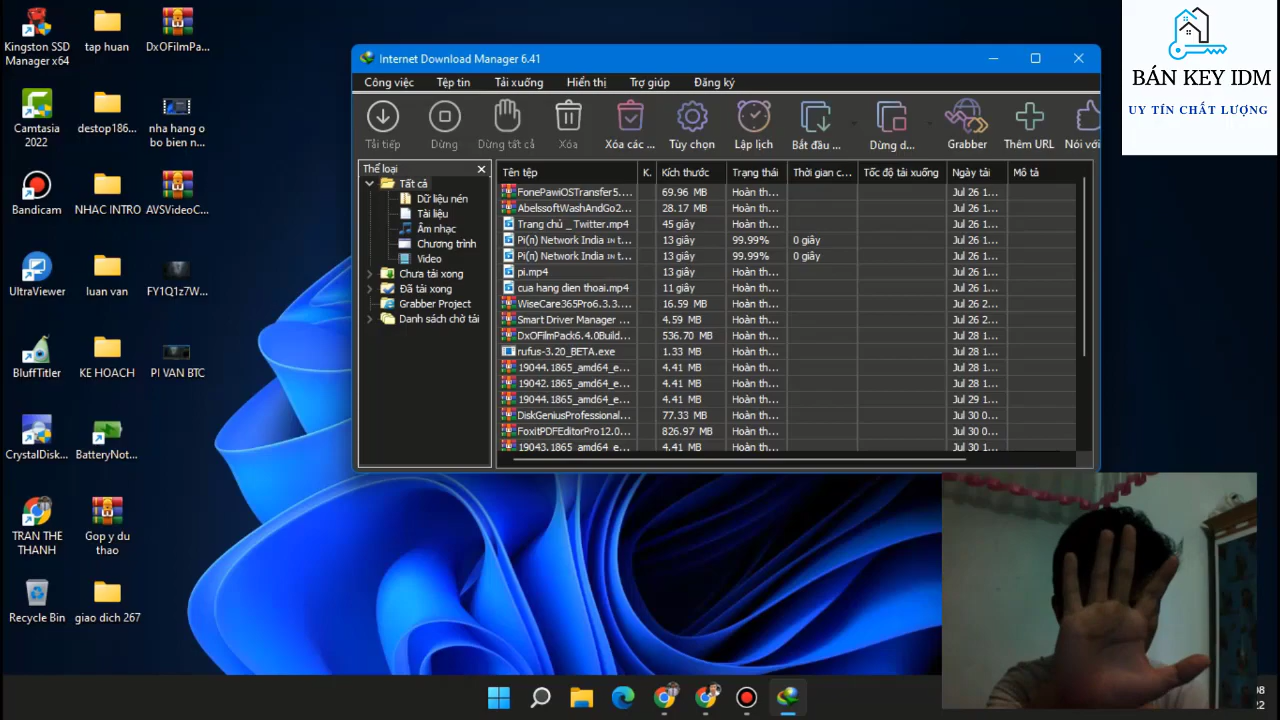 Kingston SSD
Manager x64
tap huan
DxOFilmPa...
Camtasia
2022
destop186...
nha hang o
bo bien n...
Bandicam
NHAC INTRO
AVSVideoC...
UltraViewer
luan van
FY1Q1z7W...
BluffTitler
KE HOACH
PI VAN BTC
CrystalDisk...
BatteryNot...
TRAN THE
THANH
Gop y du
thao
Recycle Bin
giao dich 267
Internet Download Manager 6.41
Công việc Tệp tin Tải xuống Hiển thị Trợ giúp Đăng ký
Tải tiếp Dừng Dừng tất cả Xóa Xóa các ... Tùy chọn Lập lịch Bắt đầu ... Dừng d... Grabber Thêm URL Nói với
Thể loại
Tất cả
Dữ liệu nén
Tài liệu
Âm nhạc
Chương trình
Video
Chưa tải xong
Đã tải xong
Grabber Project
Danh sách chờ tải
Tên tệp K. Kích thước Trạng thái Thời gian c... Tốc độ tải xuống Ngày tải Mô tả
FonePawiOSTransfer5.... 69.96 MB Hoàn th... Jul 26 1...
AbelssoftWashAndGo2... 28.17 MB Hoàn th... Jul 26 1...
Trang chủ _ Twitter.mp4 45 giây Hoàn th... Jul 26 1...
Pi(π) Network India ɪɴ t... 13 giây 99.99% 0 giây Jul 26 1...
Pi(π) Network India ɪɴ t... 13 giây 99.99% 0 giây Jul 26 1...
pi.mp4 13 giây Hoàn th... Jul 26 1...
cua hang dien thoai.mp4 11 giây Hoàn th... Jul 26 1...
WiseCare365Pro6.3.3.... 16.59 MB Hoàn th... Jul 26 2...
Smart Driver Manager ... 4.59 MB Hoàn th... Jul 26 2...
DxOFilmPack6.4.0Build... 536.70 MB Hoàn th... Jul 28 1...
rufus-3.20_BETA.exe 1.33 MB Hoàn th... Jul 28 1...
19044.1865_amd64_e... 4.41 MB Hoàn th... Jul 28 1...
19042.1865_amd64_e... 4.41 MB Hoàn th... Jul 28 1...
19044.1865_amd64_e... 4.41 MB Hoàn th... Jul 29 1...
DiskGeniusProfessional... 77.33 MB Hoàn th... Jul 30 0...
FoxitPDFEditorPro12.0... 826.97 MB Hoàn th... Jul 30 0...
19043.1865_amd64_e... 4.41 MB Hoàn th... Jul 30 1...
BÁN KEY IDM
UY TÍN CHẤT LƯỢNG
08
22